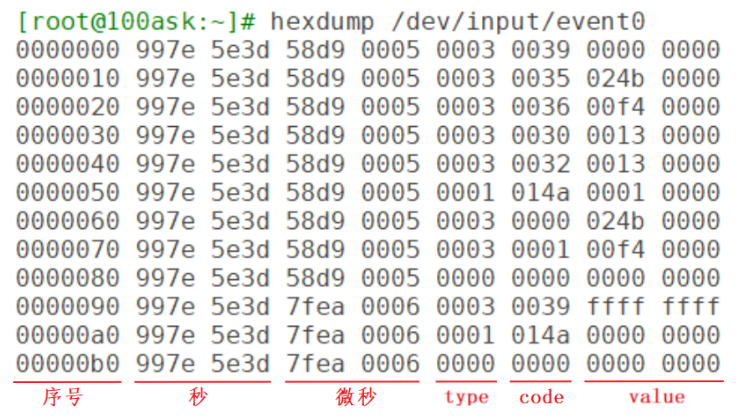 [root@100ask:~]# hexdump /dev/input/event0
0000000 997e 5e3d 58d9 0005 0003 0039 0000 0000
0000010 997e 5e3d 58d9 0005 0003 0035 024b 0000
0000020 997e 5e3d 58d9 0005 0003 0036 00f4 0000
0000030 997e 5e3d 58d9 0005 0003 0030 0013 0000
0000040 997e 5e3d 58d9 0005 0003 0032 0013 0000
0000050 997e 5e3d 58d9 0005 0001 014a 0001 0000
0000060 997e 5e3d 58d9 0005 0003 0000 024b 0000
0000070 997e 5e3d 58d9 0005 0003 0001 00f4 0000
0000080 997e 5e3d 58d9 0005 0000 0000 0000 0000
0000090 997e 5e3d 7fea 0006 0003 0039 ffff ffff
00000a0 997e 5e3d 7fea 0006 0001 014a 0000 0000
00000b0 997e 5e3d 7fea 0006 0000 0000 0000 0000
序号 秒 微秒 type code value